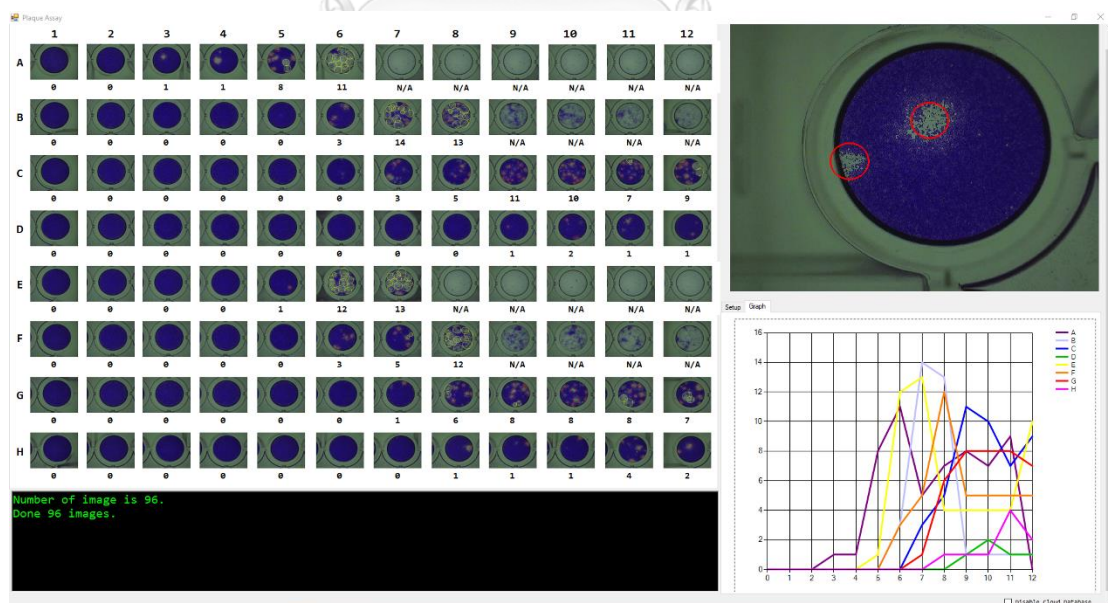 Plaque Assay
1 2 3 4 5 6 7 8 9 10 11 12
A
0 0 1 1 8 11 N/A N/A N/A N/A N/A N/A
B
0 0 0 0 0 3 14 13 N/A N/A N/A N/A
C
0 0 0 0 0 0 3 5 11 10 7 9
D
0 0 0 0 0 0 0 0 1 2 1 1
E
0 0 0 0 1 12 13 N/A N/A N/A N/A N/A
F
0 0 0 0 0 3 5 12 N/A N/A N/A N/A
G
0 0 0 0 0 0 1 6 8 8 8 7
H
0 0 0 0 0 0 0 1 1 1 4 2
Number of image is 96.
Done 96 images.
Setup Graph
16
14
12
10
8
6
4
2
0
0 1 2 3 4 5 6 7 8 9 10 11 12
A
B
C
D
E
F
G
H
Disable Cloud Database